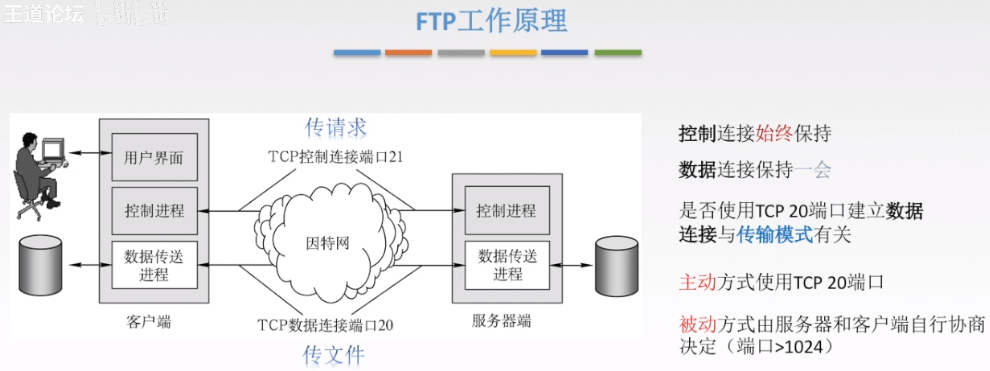 王道论坛
FTP工作原理
传请求
TCP控制连接端口21
用户界面
控制进程
数据传送
进程
因特网
控制进程
数据传送
进程
客户端
TCP数据连接端口20
服务器端
传文件
控制连接始终保持
数据连接保持一会
是否使用TCP 20端口建立数据
连接与传输模式有关
主动方式使用TCP 20端口
被动方式由服务器和客户端自行协商
决定（端口>1024）